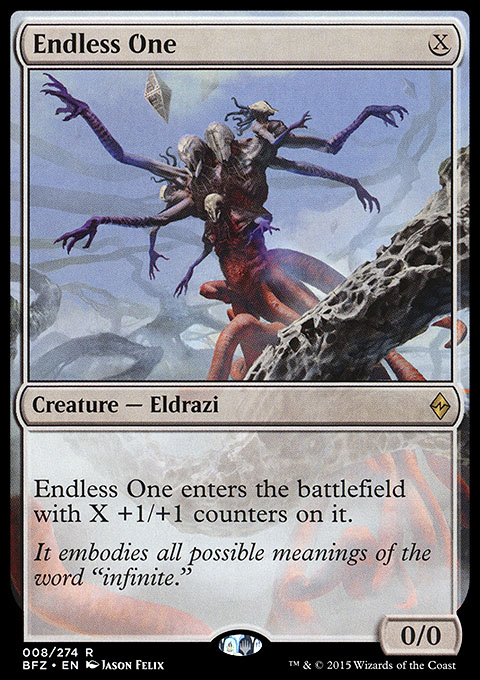 Endless One X
Creature — Eldrazi
Endless One enters the battlefield
with X +1/+1 counters on it.
It embodies all possible meanings of the
word “infinite.”
0/0
008/274 R
BFZ • EN Jason Felix
™ & © 2015 Wizards of the Coast